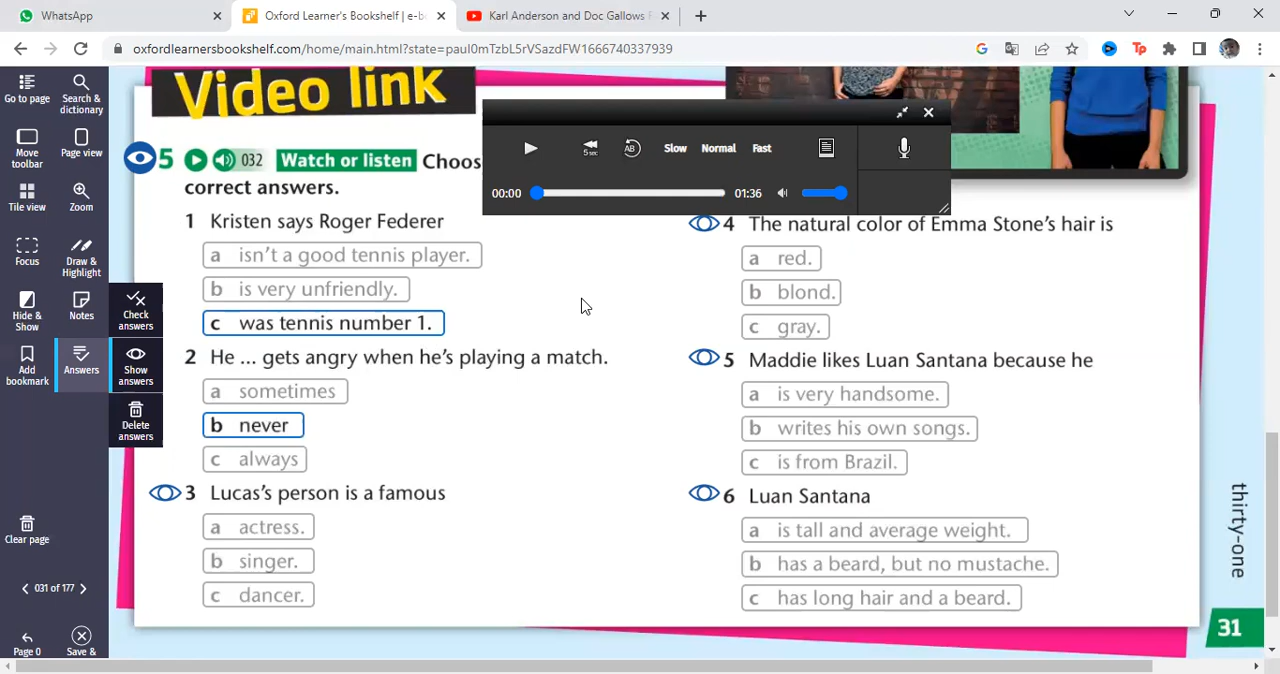 WhatsApp
Oxford Learner's Bookshelf | e-bo
Karl Anderson and Doc Gallows
oxfordlearnersbookshelf.com/home/main.html?state=paul0mTzbL5rVSazdFW1666740337939
Go to page
Search & dictionary
Move toolbar
Page view
Tile view
Zoom
Focus
Draw & Highlight
Hide & Show
Notes
Add bookmark
Answers
Check answers
Show answers
Delete answers
Clear page
031 of 177
Page 0
Save &
Video link
5 032 Watch or listen Choos
correct answers.
5 sec
AB
Slow
Normal
Fast
00:00
01:36
1 Kristen says Roger Federer
a isn't a good tennis player.
b is very unfriendly.
c was tennis number 1.
2 He ... gets angry when he's playing a match.
a sometimes
b never
c always
3 Lucas's person is a famous
a actress.
b singer.
c dancer.
4 The natural color of Emma Stone's hair is
a red.
b blond.
c gray.
5 Maddie likes Luan Santana because he
a is very handsome.
b writes his own songs.
c is from Brazil.
6 Luan Santana
a is tall and average weight.
b has a beard, but no mustache.
c has long hair and a beard.
thirty-one
31